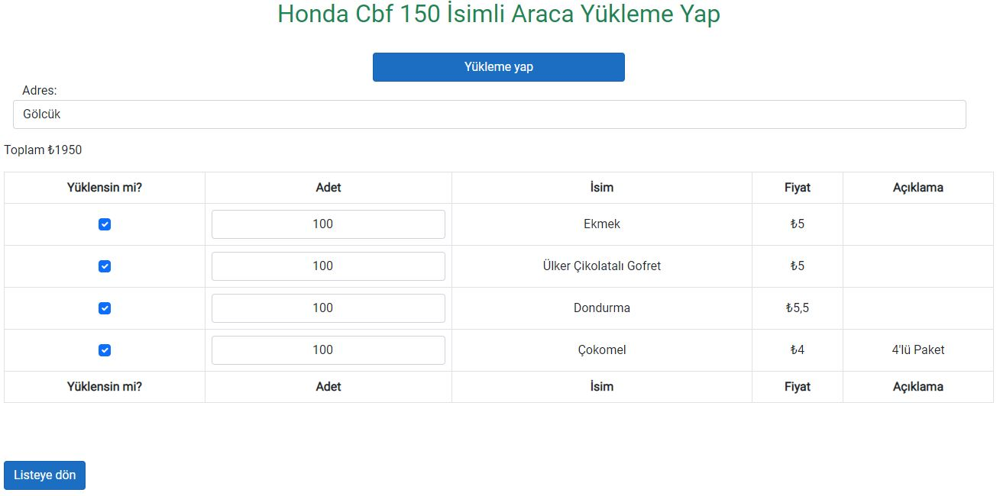 Honda Cbf 150 İsimli Araca Yükleme Yap
Yükleme yap
Adres:
Gölcük
Toplam ₺1950
Yüklensin mi? Adet İsim Fiyat Açıklama
100 Ekmek ₺5
100 Ülker Çikolatalı Gofret ₺5
100 Dondurma ₺5,5
100 Çokomel ₺4 4'lü Paket
Yüklensin mi? Adet İsim Fiyat Açıklama
Listeye dön